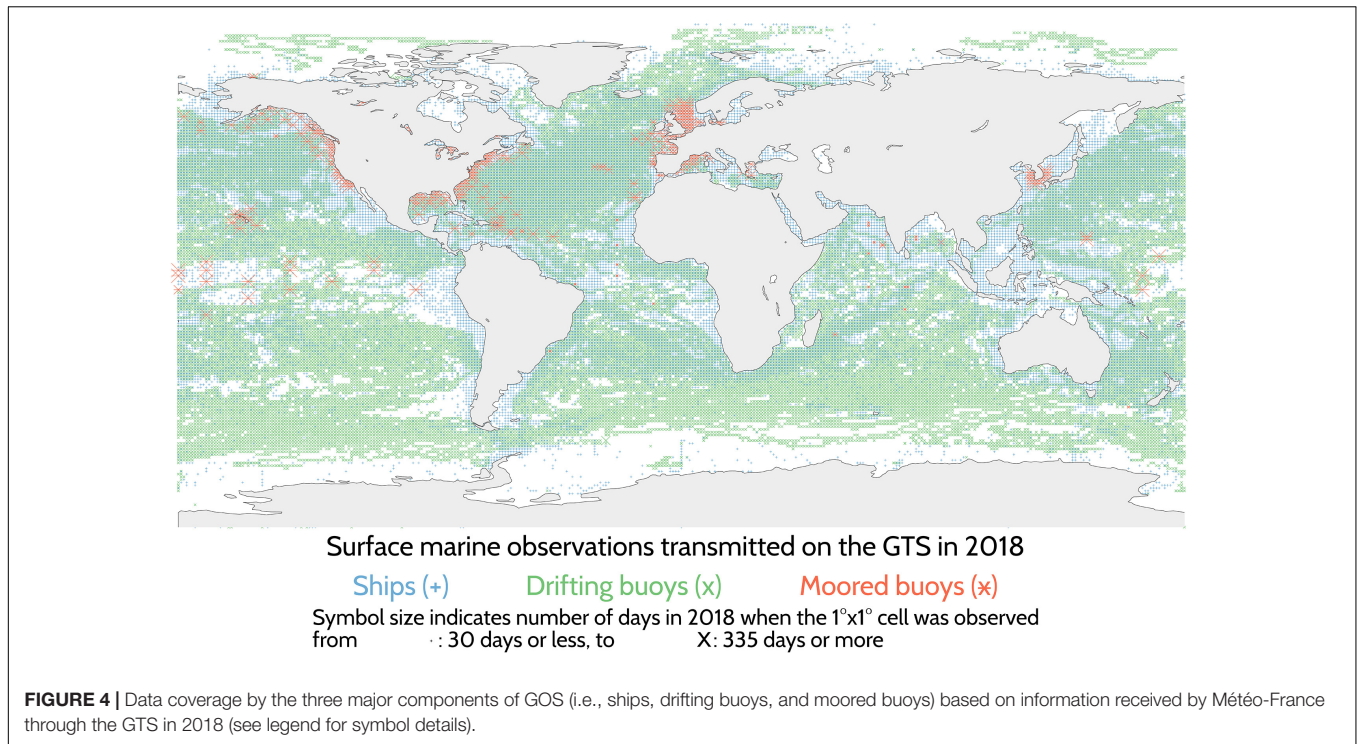 Surface marine observations transmitted on the GTS in 2018
Ships (+) Drifting buoys (x) Moored buoys (ӿ)
Symbol size indicates number of days in 2018 when the 1°x1° cell was observed
from · : 30 days or less, to X: 335 days or more
FIGURE 4 | Data coverage by the three major components of GOS (i.e., ships, drifting buoys, and moored buoys) based on information received by Météo-France
through the GTS in 2018 (see legend for symbol details).